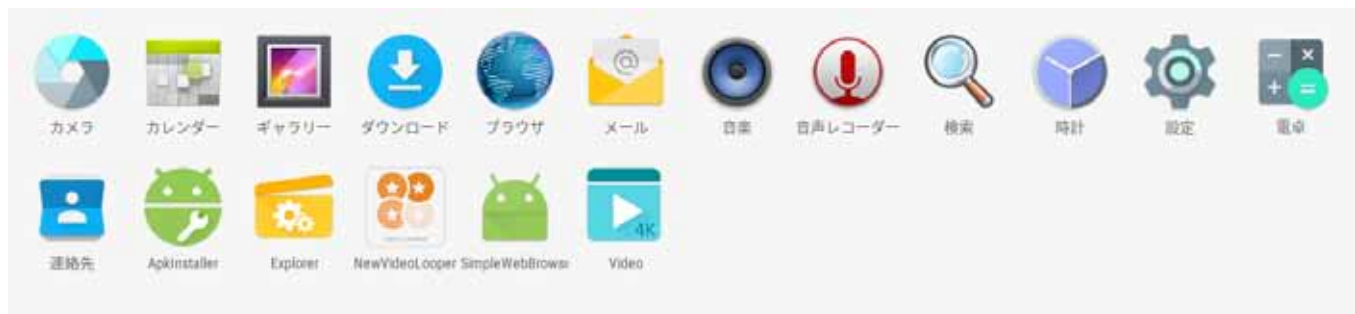 カメラ
カレンダー
ギャラリー
ダウンロード
ブラウザ
メール
音楽
音声レコーダー
検索
時計
設定
電卓
連絡先
ApkInstaller
Explorer
NewVideoLooper
SimpleWebBrowse
4K
Video